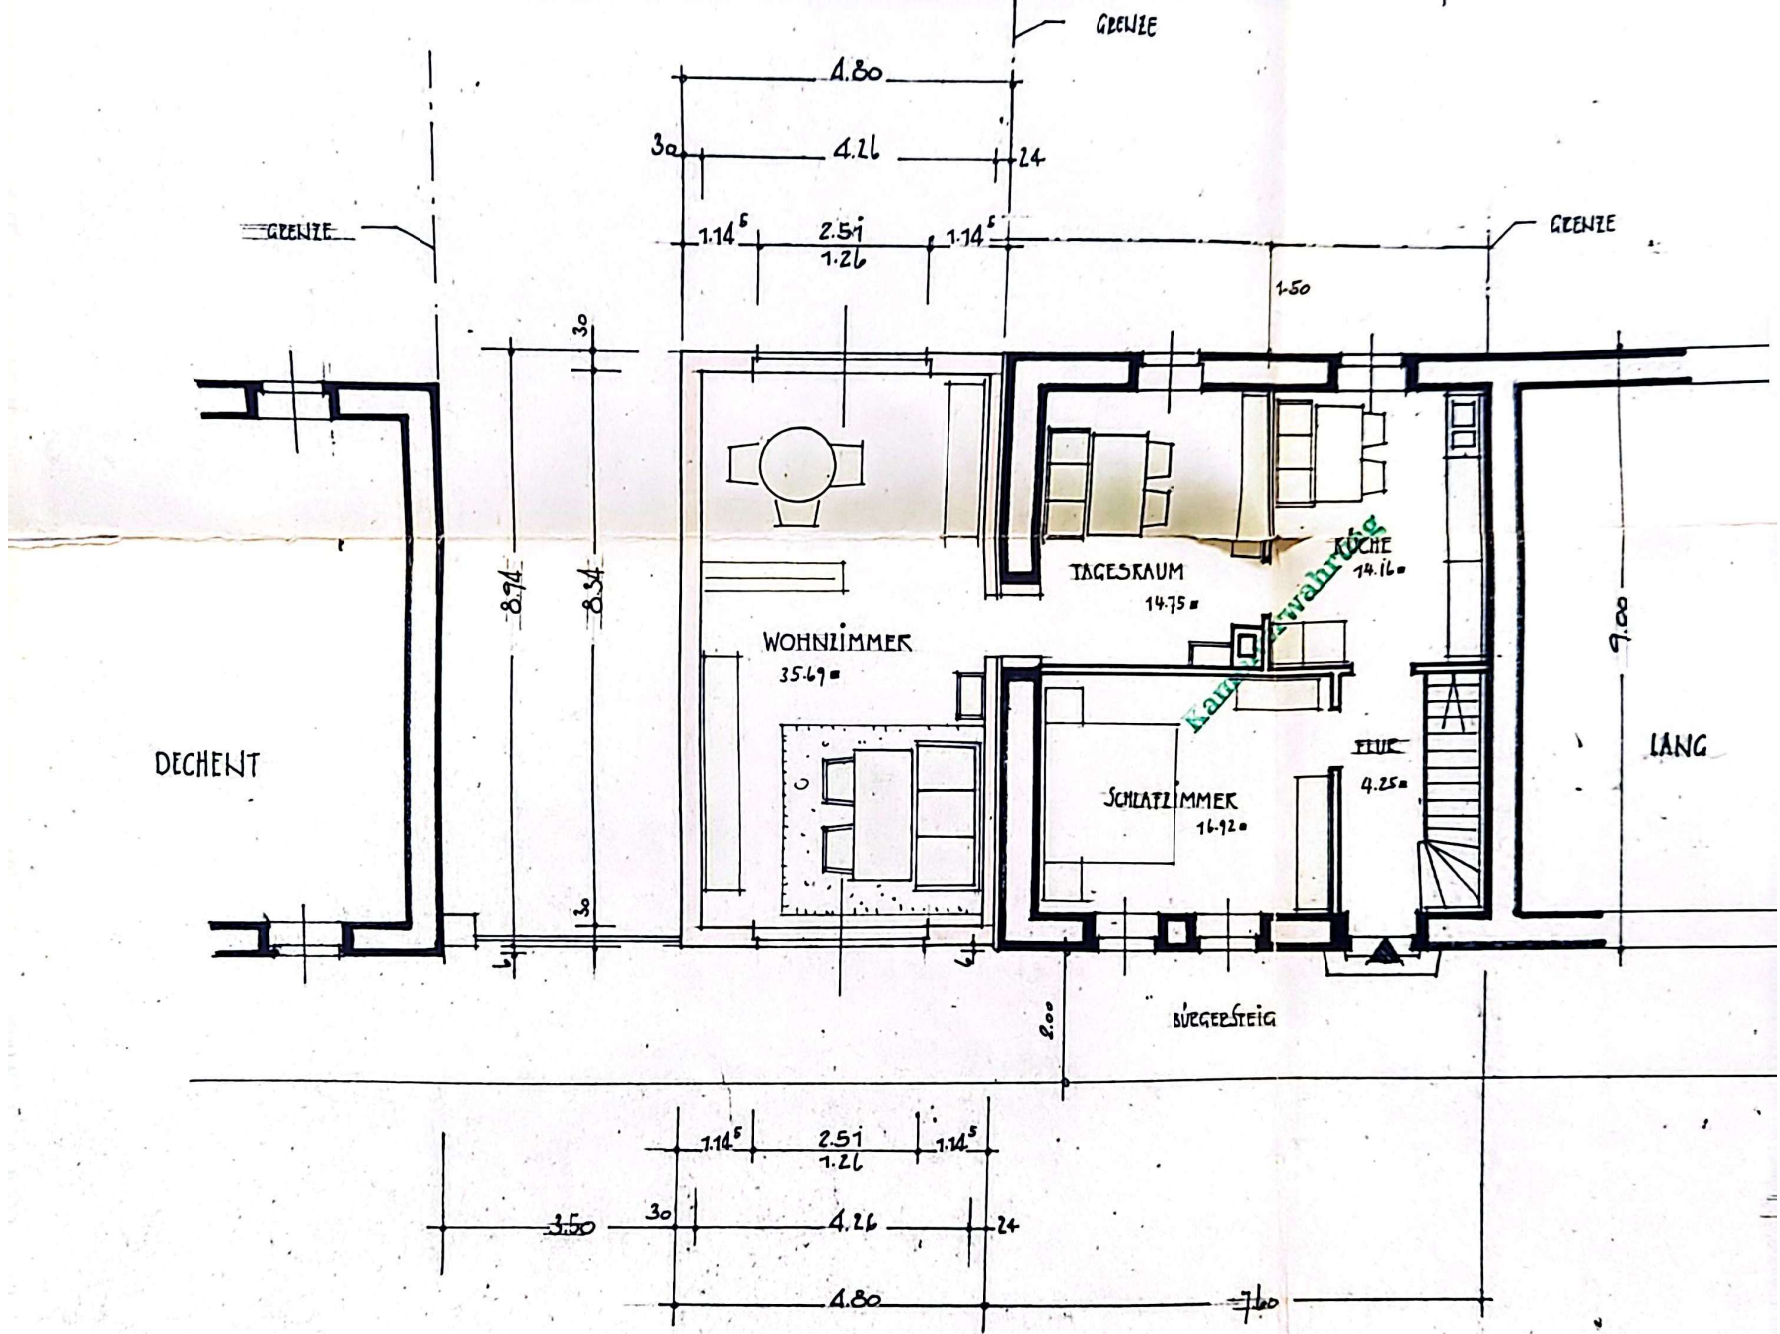 GRENZE
4.80
30
4.26
24
GRENZE
1.14⁵
2.51
1.26
1.14⁵
GRENZE
1.50
30
8.94
8.34
TAGESRAUM
14.75
KÜCHE
14.16
WOHNZIMMER
35.69
9.00
DECHENT
FLUR
4.25
LANG
SCHLAFZIMMER
16.92
30
6
6
2.00
BÜRGERSTEIG
1.14⁵
2.51
1.26
1.14⁵
3.50
30
4.26
24
4.80
7.60